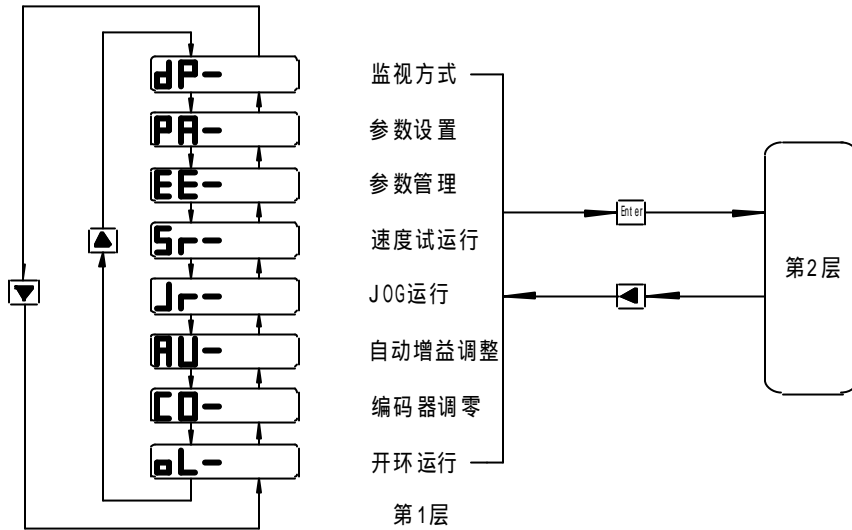 dP- 监视方式
PA- 参数设置
EE- 参数管理
Enter
Sr- 速度试运行
第2层
Jr- JOG运行
AU- 自动增益调整
CO- 编码器调零
oL- 开环运行
第1层